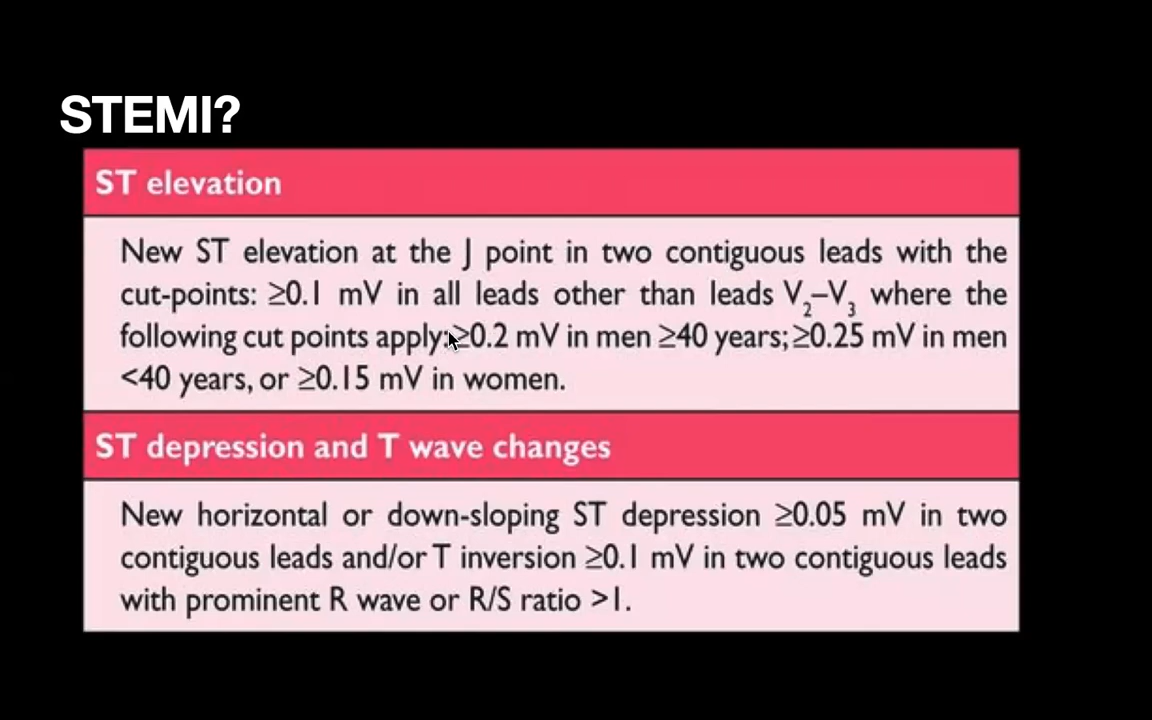 STEMI?
ST elevation
New ST elevation at the J point in two contiguous leads with the
cut-points: ≥0.1 mV in all leads other than leads V₂–V₃ where the
following cut points apply: ≥0.2 mV in men ≥40 years; ≥0.25 mV in men
<40 years, or ≥0.15 mV in women.
ST depression and T wave changes
New horizontal or down-sloping ST depression ≥0.05 mV in two
contiguous leads and/or T inversion ≥0.1 mV in two contiguous leads
with prominent R wave or R/S ratio >1.